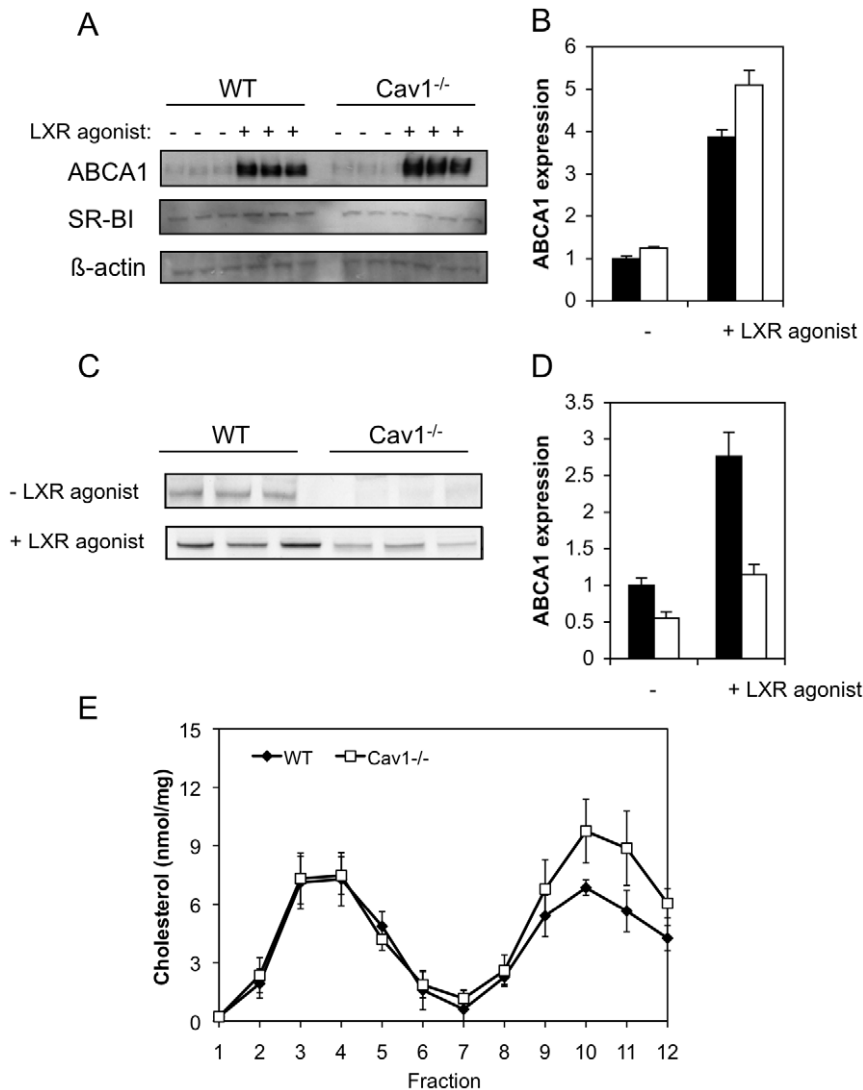 A
WT Cav1-/-
LXR agonist: - - - + + + - - - + + +
ABCA1
SR-BI
ß-actin
B
ABCA1 expression
6
5
4
3
2
1
0
- + LXR agonist
C
WT Cav1-/-
- LXR agonist
+ LXR agonist
D
ABCA1 expression
3.5
3
2.5
2
1.5
1
0.5
0
- + LXR agonist
E
Cholesterol (nmol/mg)
15
12
9
6
3
0
WT Cav1-/-
1 2 3 4 5 6 7 8 9 10 11 12
Fraction